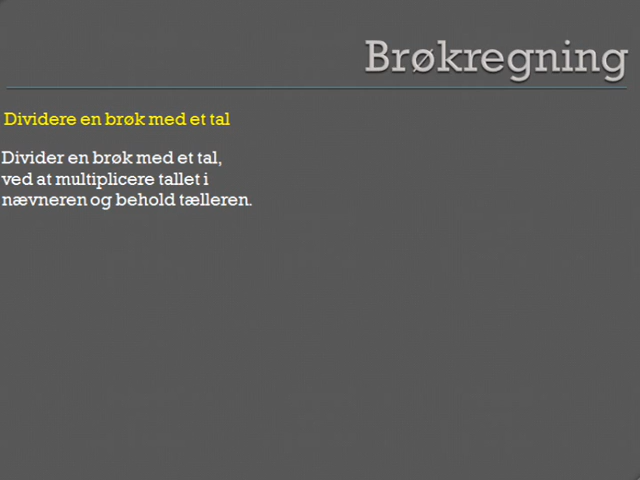 Brøkregning
Dividere en brøk med et tal
Divider en brøk med et tal,
ved at multiplicere tallet i
nævneren og behold tælleren.